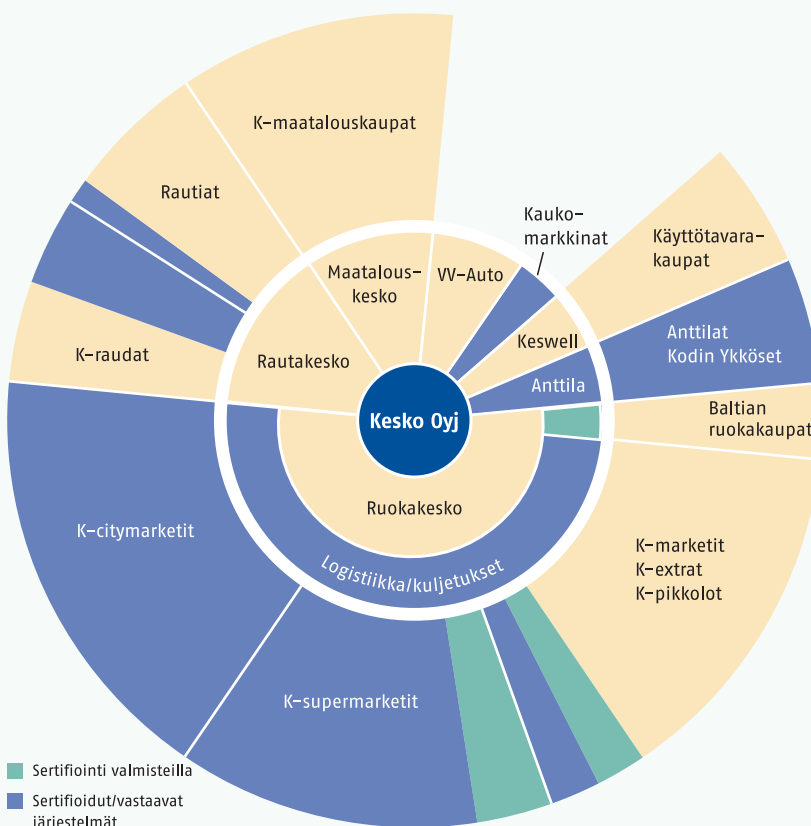 K-maatalouskaupat
Rautiat
Kauko-
markkinat
Käyttötavara-
kaupat
Maatalous-
kesko
VV-Auto
K-raudat
Rautakesko
Keswell
Anttilat
Kodin Ykköset
Anttila
Kesko Oyj
Baltian
ruokakaupat
Ruokakesko
K-citymarketit
Logistiikka/kuljetukset
K-marketit
K-extrat
K-pikkolot
K-supermarketit
Sertifiointi valmisteilla
Sertifioidut/vastaavat
järjestelmät